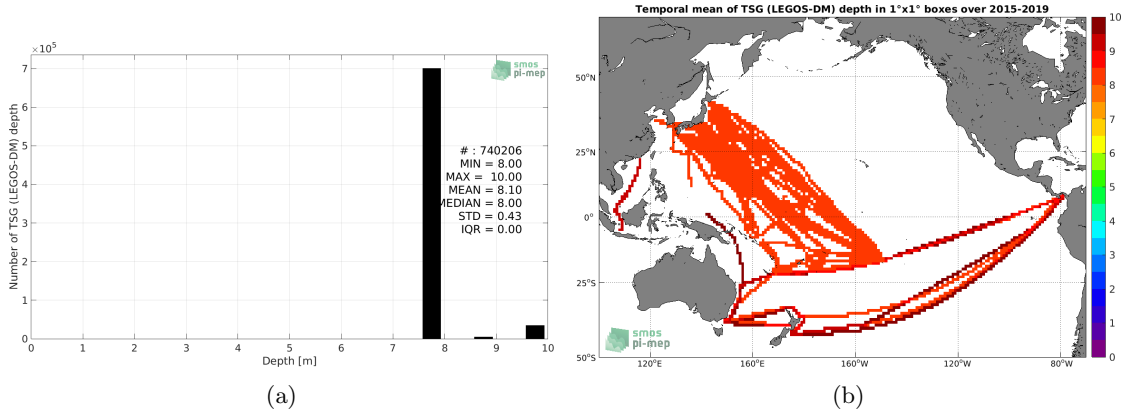 ×10⁵
smos
pi-mep
7
6
5
4
3
2
1
0
Number of TSG (LEGOS-DM) depth
# : 740206
MIN = 8.00
MAX = 10.00
MEAN = 8.10
MEDIAN = 8.00
STD = 0.43
IQR = 0.00
0 1 2 3 4 5 6 7 8 9 10
Depth [m]
(a)
Temporal mean of TSG (LEGOS-DM) depth in 1°x1° boxes over 2015-2019
50°N
25°N
0°
25°S
50°S
120°E 160°E 160°W 120°W 80°W
10
9
8
7
6
5
4
3
2
1
0
smos
pi-mep
(b)